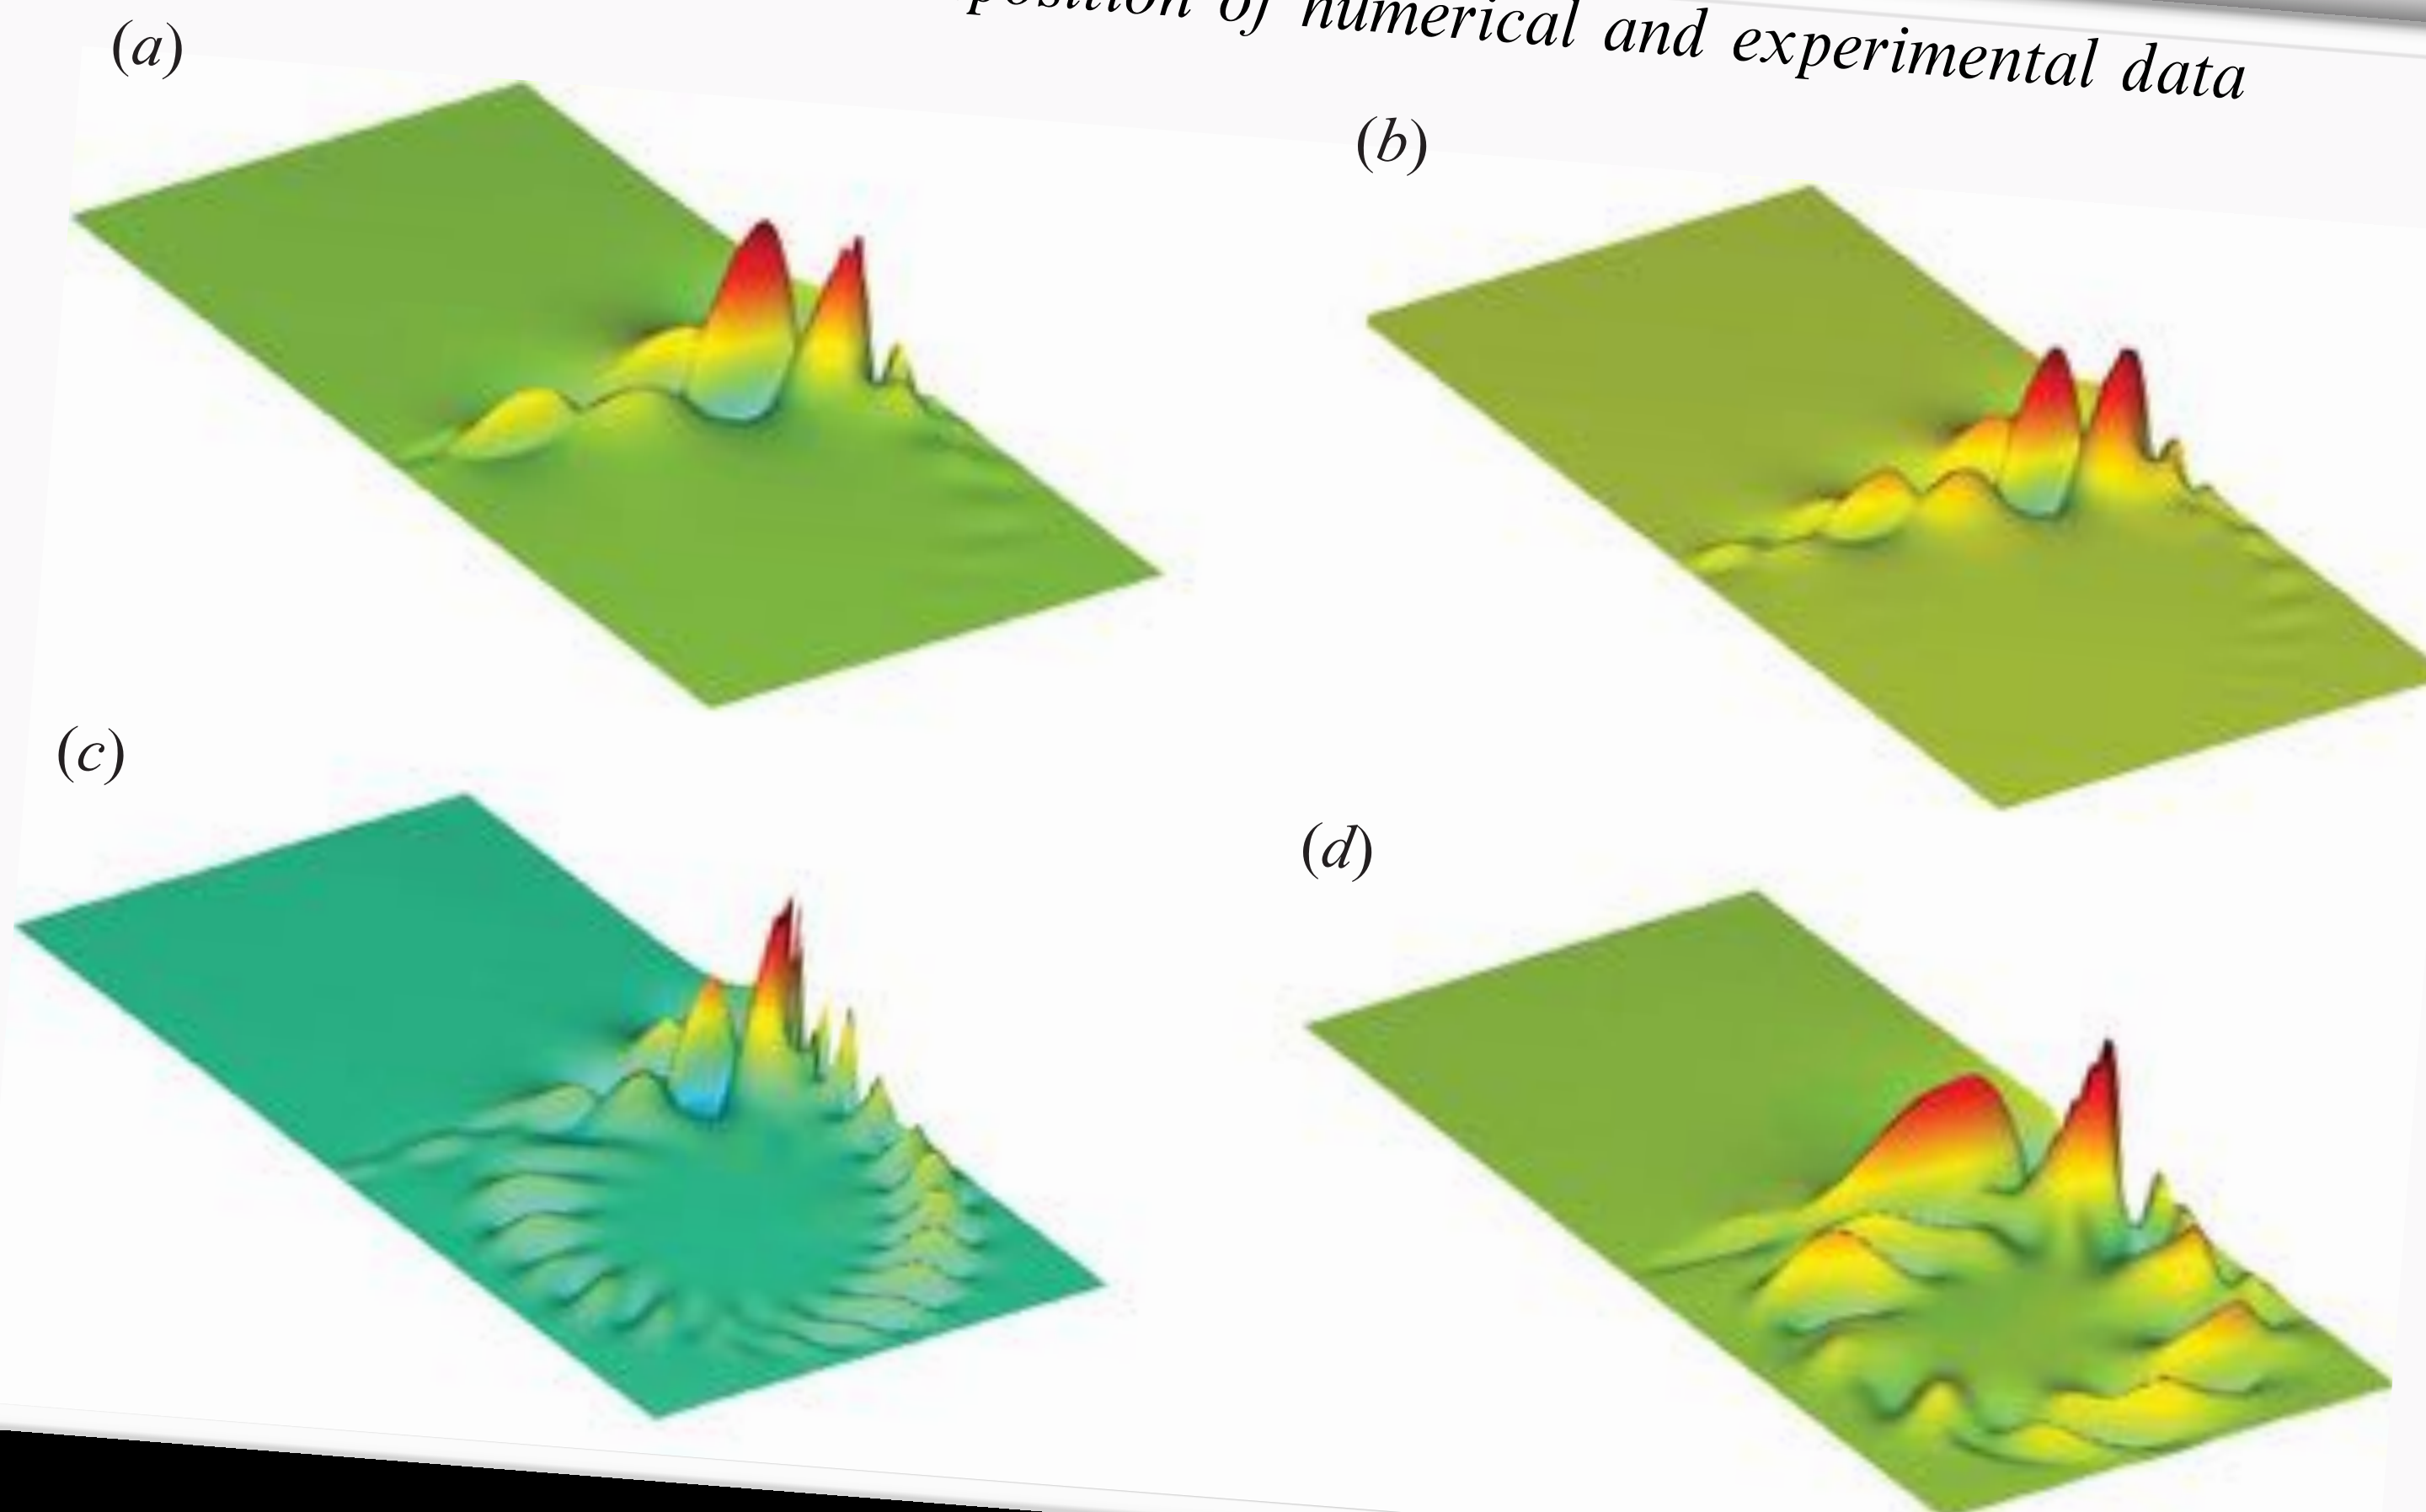 position of numerical and experimental data
(a)
(b)
(c)
(d)